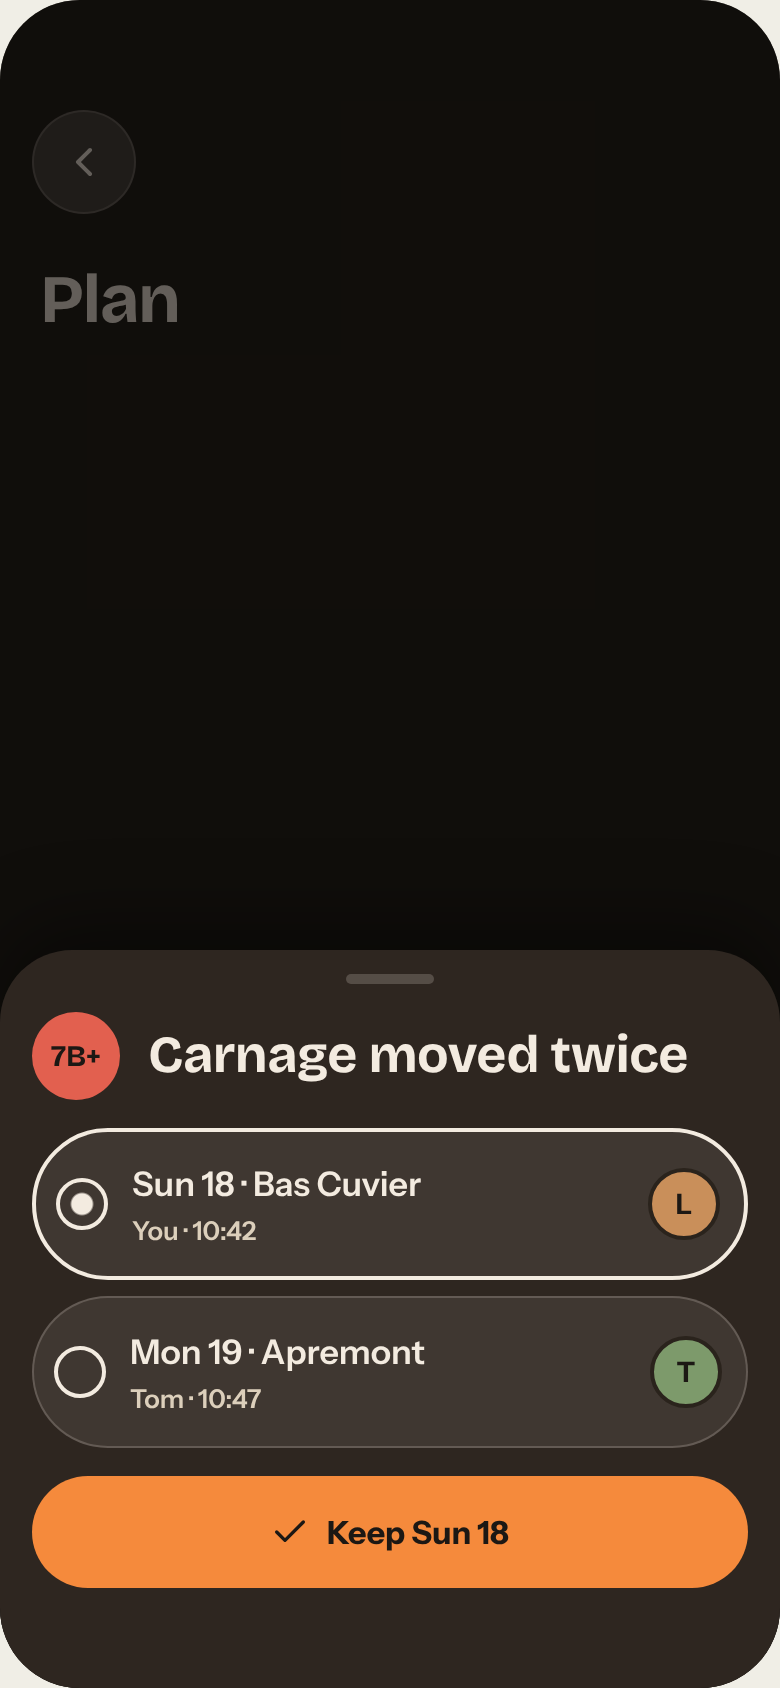 Plan
7B+
Carnage moved twice
Sun 18 · Bas Cuvier
You · 10:42
L
Mon 19 · Apremont
Tom · 10:47
T
Keep Sun 18